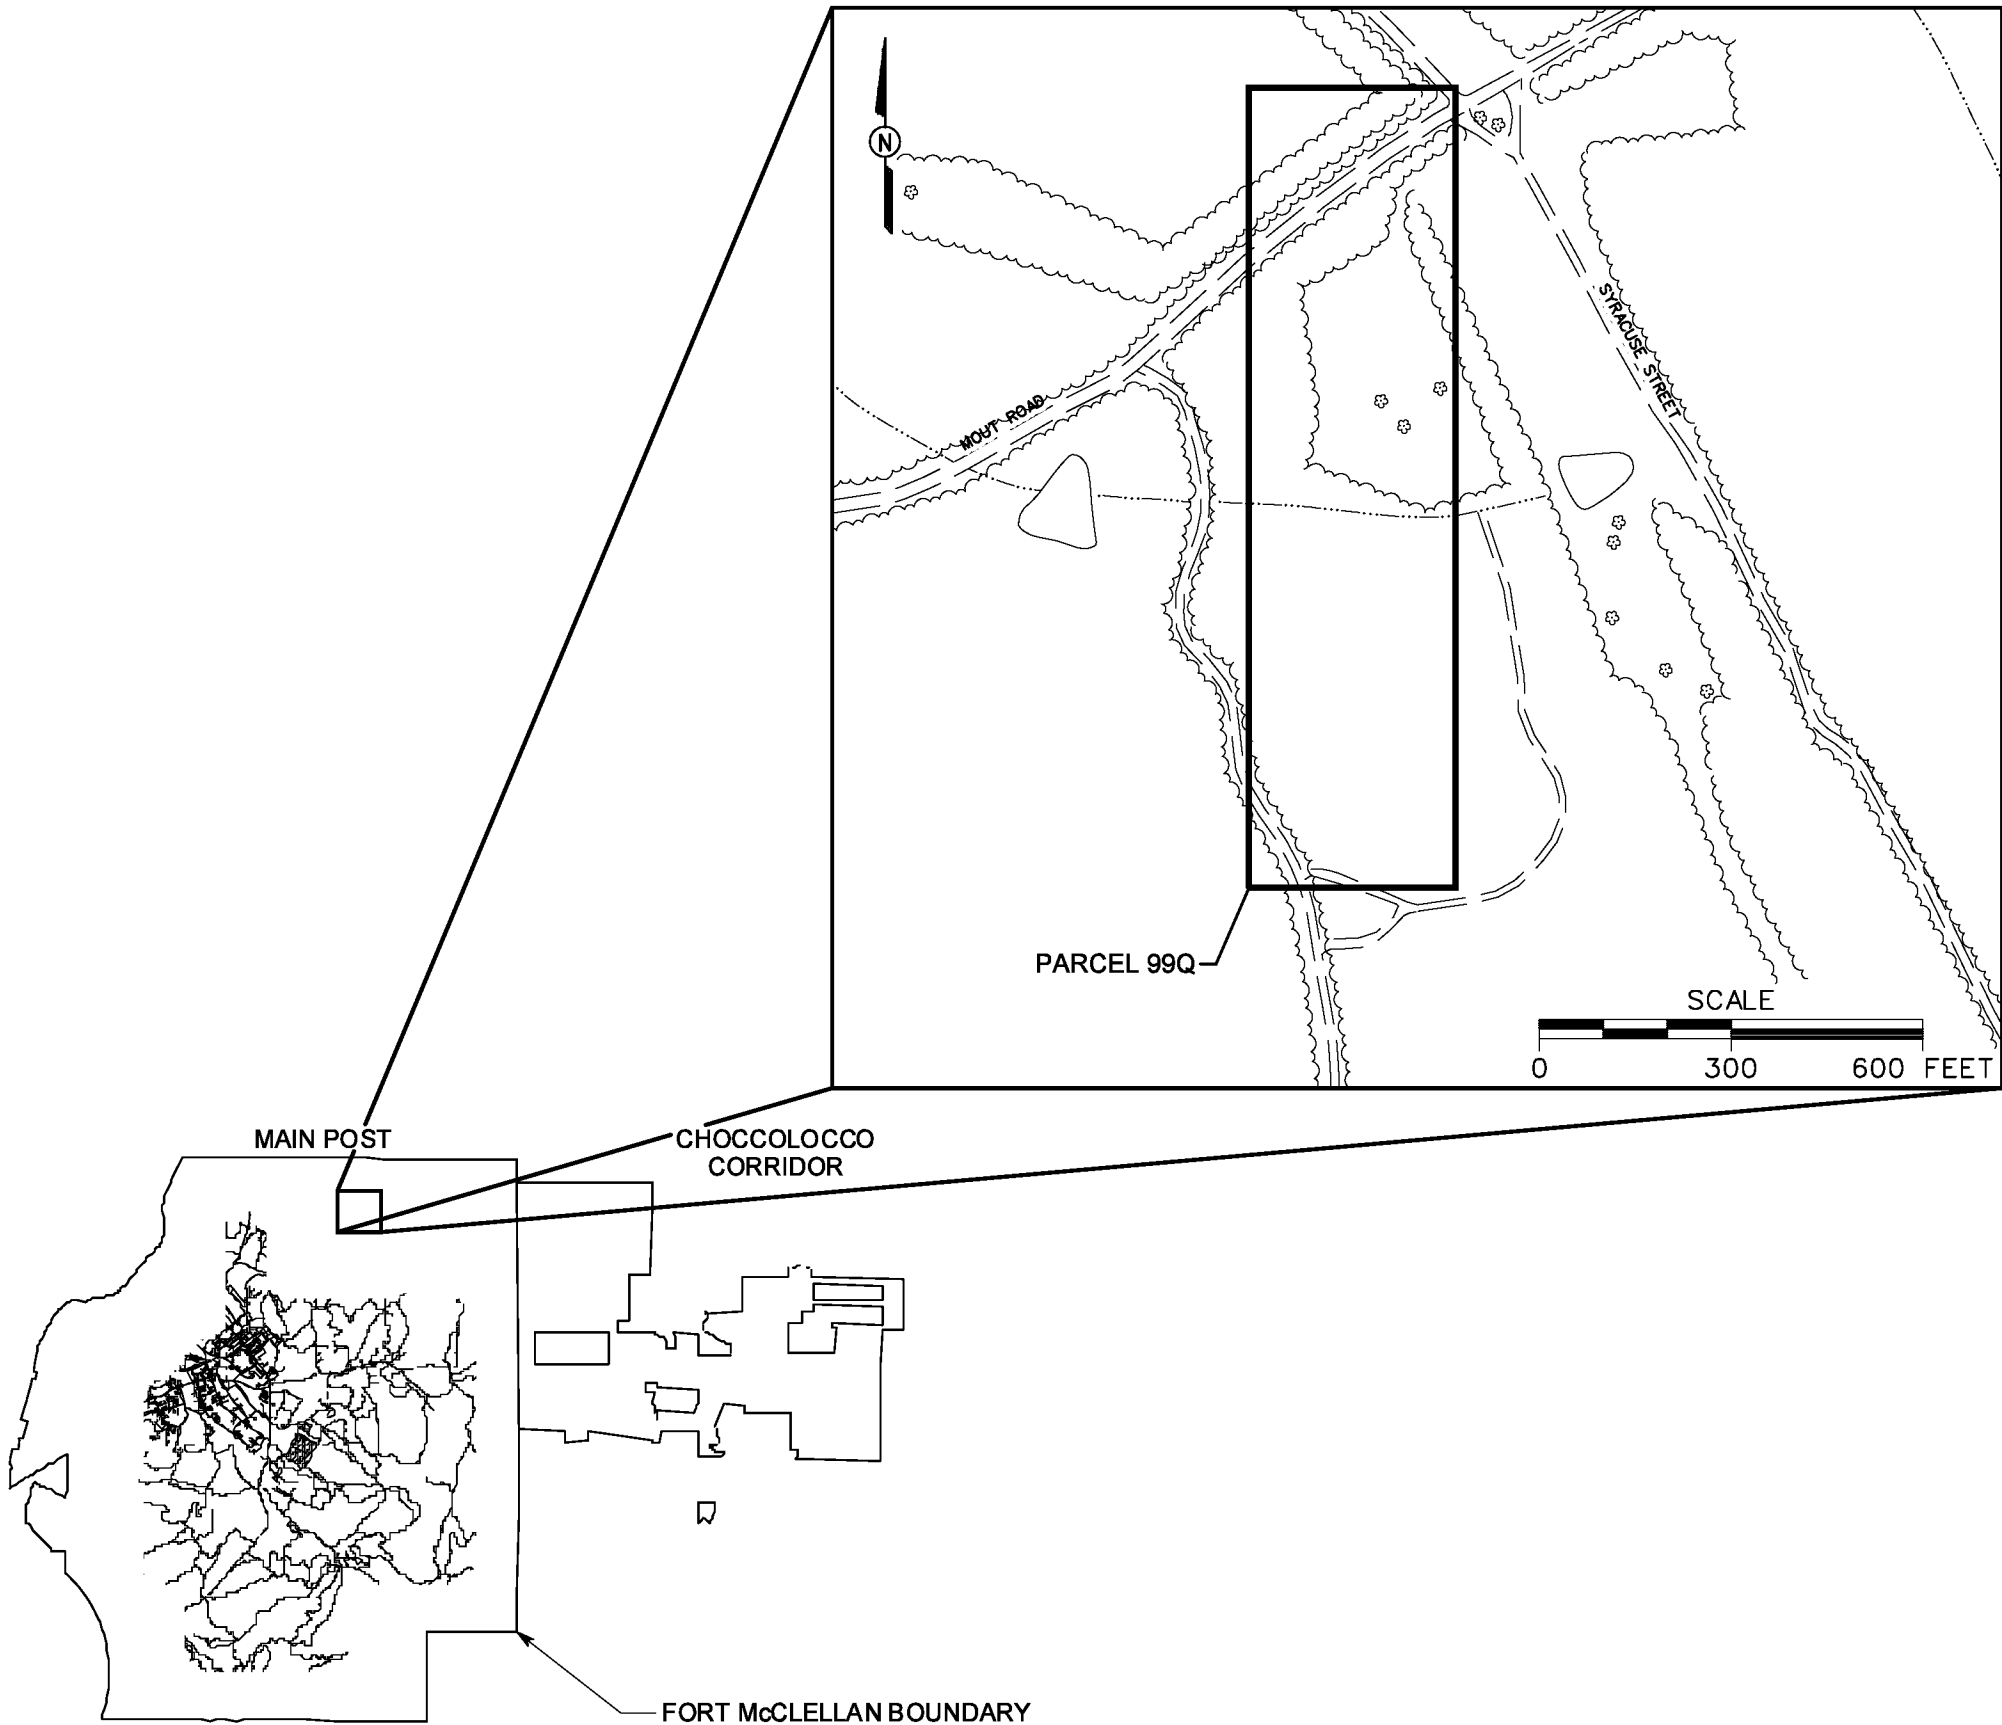 N
MOUT ROAD
SYRACUSE STREET
PARCEL 99Q
SCALE
0 300 600 FEET
MAIN POST
CHOCCOLOCCO
CORRIDOR
FORT McCLELLAN BOUNDARY